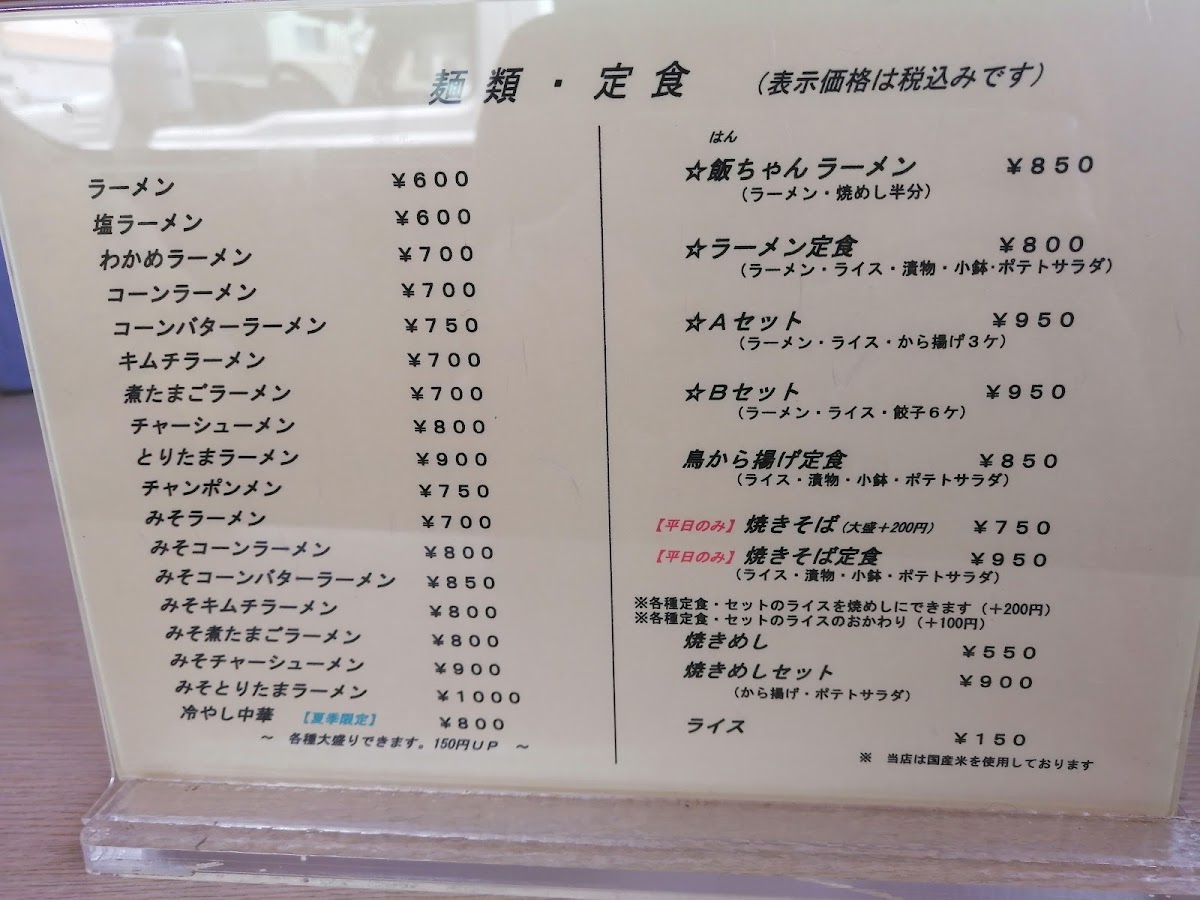 麺類・定食 (表示価格は税込みです)
ラーメン ￥600
塩ラーメン ￥600
わかめラーメン ￥700
コーンラーメン ￥700
コーンバターラーメン ￥750
キムチラーメン ￥700
煮たまごラーメン ￥700
チャーシューメン ￥800
とりたまラーメン ￥900
チャンポンメン ￥750
みそラーメン ￥700
みそコーンラーメン ￥800
みそコーンバターラーメン ￥850
みそキムチラーメン ￥800
みそ煮たまごラーメン ￥800
みそチャーシューメン ￥900
みそとりたまラーメン ￥1000
冷やし中華 【夏季限定】 ￥800
～ 各種大盛りできます。150円UP ～
はん
☆飯ちゃんラーメン ￥850
(ラーメン・焼めし半分)
☆ラーメン定食 ￥800
(ラーメン・ライス・漬物・小鉢・ポテトサラダ)
☆Aセット ￥950
(ラーメン・ライス・から揚げ3ケ)
☆Bセット ￥950
(ラーメン・ライス・餃子6ケ)
鳥から揚げ定食 ￥850
(ライス・漬物・小鉢・ポテトサラダ)
【平日のみ】焼きそば(大盛+200円) ￥750
【平日のみ】焼きそば定食 ￥950
(ライス・漬物・小鉢・ポテトサラダ)
※各種定食・セットのライスを焼めしにできます(+200円)
※各種定食・セットのライスのおかわり(+100円)
焼きめし ￥550
焼きめしセット ￥900
(から揚げ・ポテトサラダ)
ライス ￥150
※ 当店は国産米を使用しております